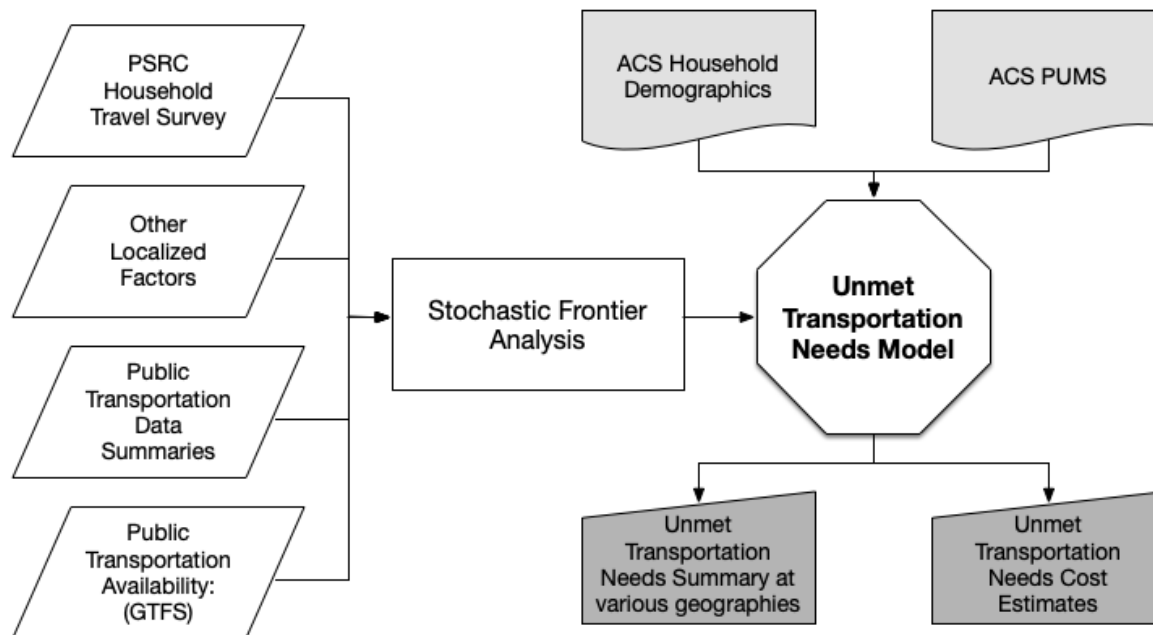 PSRC
Household
Travel Survey
Other
Localized
Factors
Public
Transportation
Data
Summaries
Public
Transportation
Availability:
(GTFS)
Stochastic Frontier
Analysis
ACS Household
Demographics
ACS PUMS
Unmet
Transportation
Needs Model
Unmet
Transportation
Needs Summary at
various geographies
Unmet
Transportation
Needs Cost
Estimates